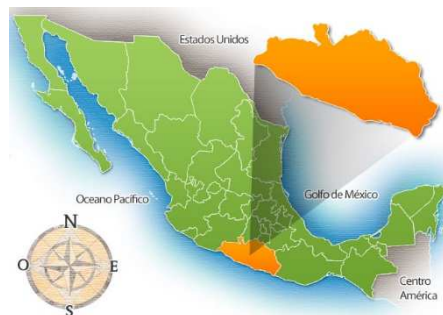 Estados Unidos
Golfo de México
Oceano Pacífico
N
O E
S
Centro
América